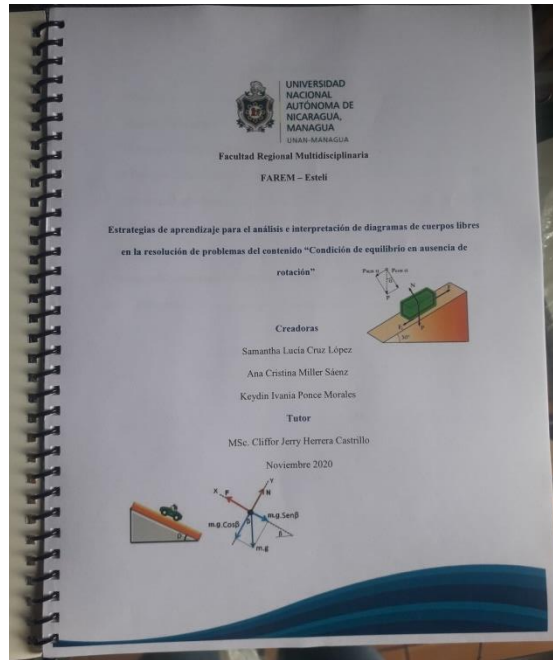 UNIVERSIDAD
NACIONAL
AUTÓNOMA DE
NICARAGUA,
MANAGUA
UNAN-MANAGUA
Facultad Regional Multidisciplinaria
FAREM – Estelí
Estrategias de aprendizaje para el análisis e interpretación de diagramas de cuerpos libres
en la resolución de problemas del contenido “Condición de equilibrio en ausencia de
rotación”
N
P
30°
Creadoras
Samantha Lucía Cruz López
Ana Cristina Miller Sáenz
Keydin Ivania Ponce Morales
Tutor
MSc. Cliffor Jerry Herrera Castrillo
Noviembre 2020
Y
X
F
N
m.g.Cosβ
m.g.Senβ
β
m.g